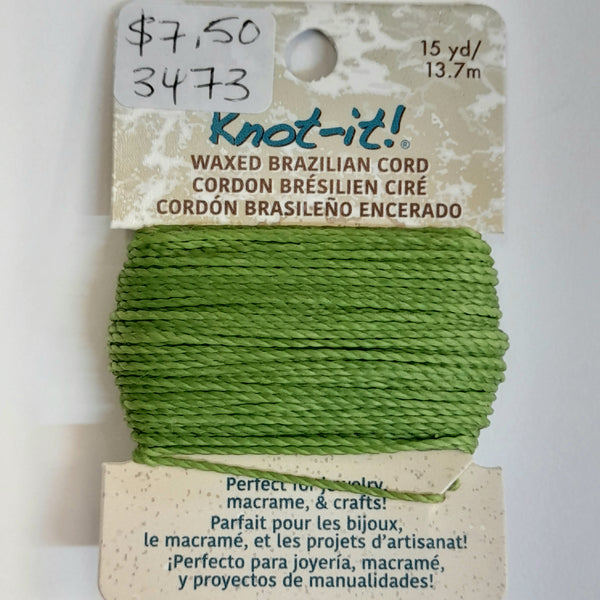 $7.50
3473
15 yd/
13.7m
Knot-it!®
WAXED BRAZILIAN CORD
CORDON BRÉSILIEN CIRÉ
CORDÓN BRASILEÑO ENCERADO
Perfect for jewelry,
macrame, & crafts!
Parfait pour les bijoux,
le macramé, et les projets d'artisanat!
¡Perfecto para joyería, macramé,
y proyectos de manualidades!